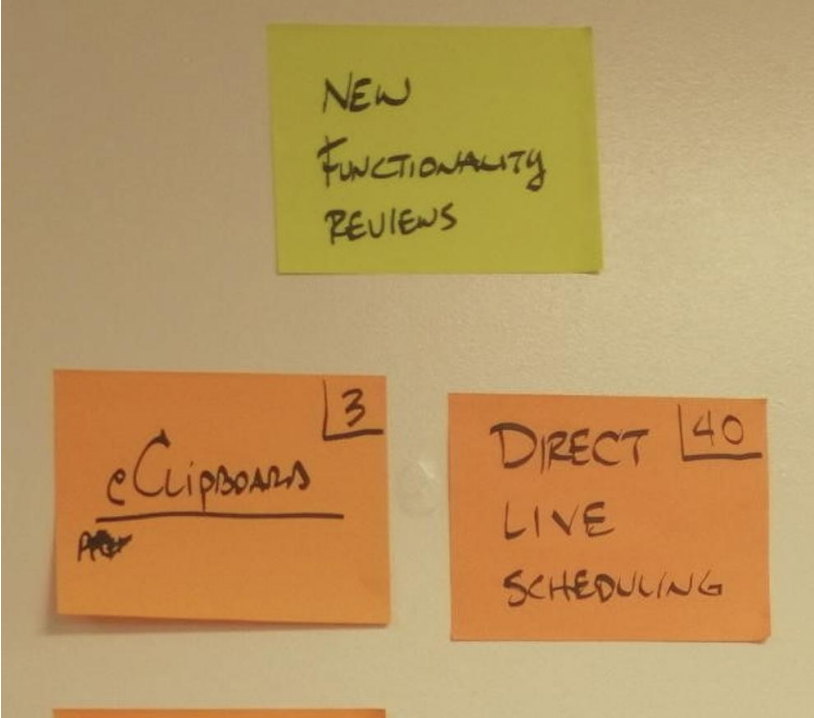 NEW
FUNCTIONALITY
REVIEWS
3
eCLIPBOARD
DIRECT 40
LIVE
SCHEDULING